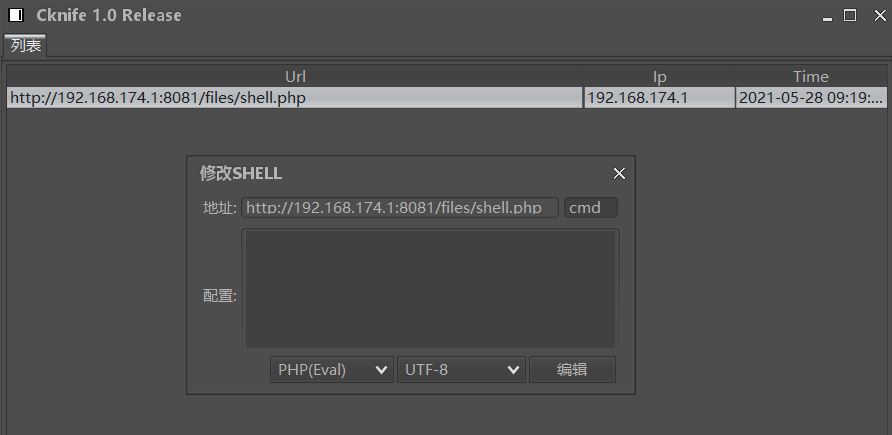 Cknife 1.0 Release
列表
Url Ip Time
http://192.168.174.1:8081/files/shell.php 192.168.174.1 2021-05-28 09:19:...
修改SHELL
地址: http://192.168.174.1:8081/files/shell.php cmd
配置:
PHP(Eval) UTF-8 编辑